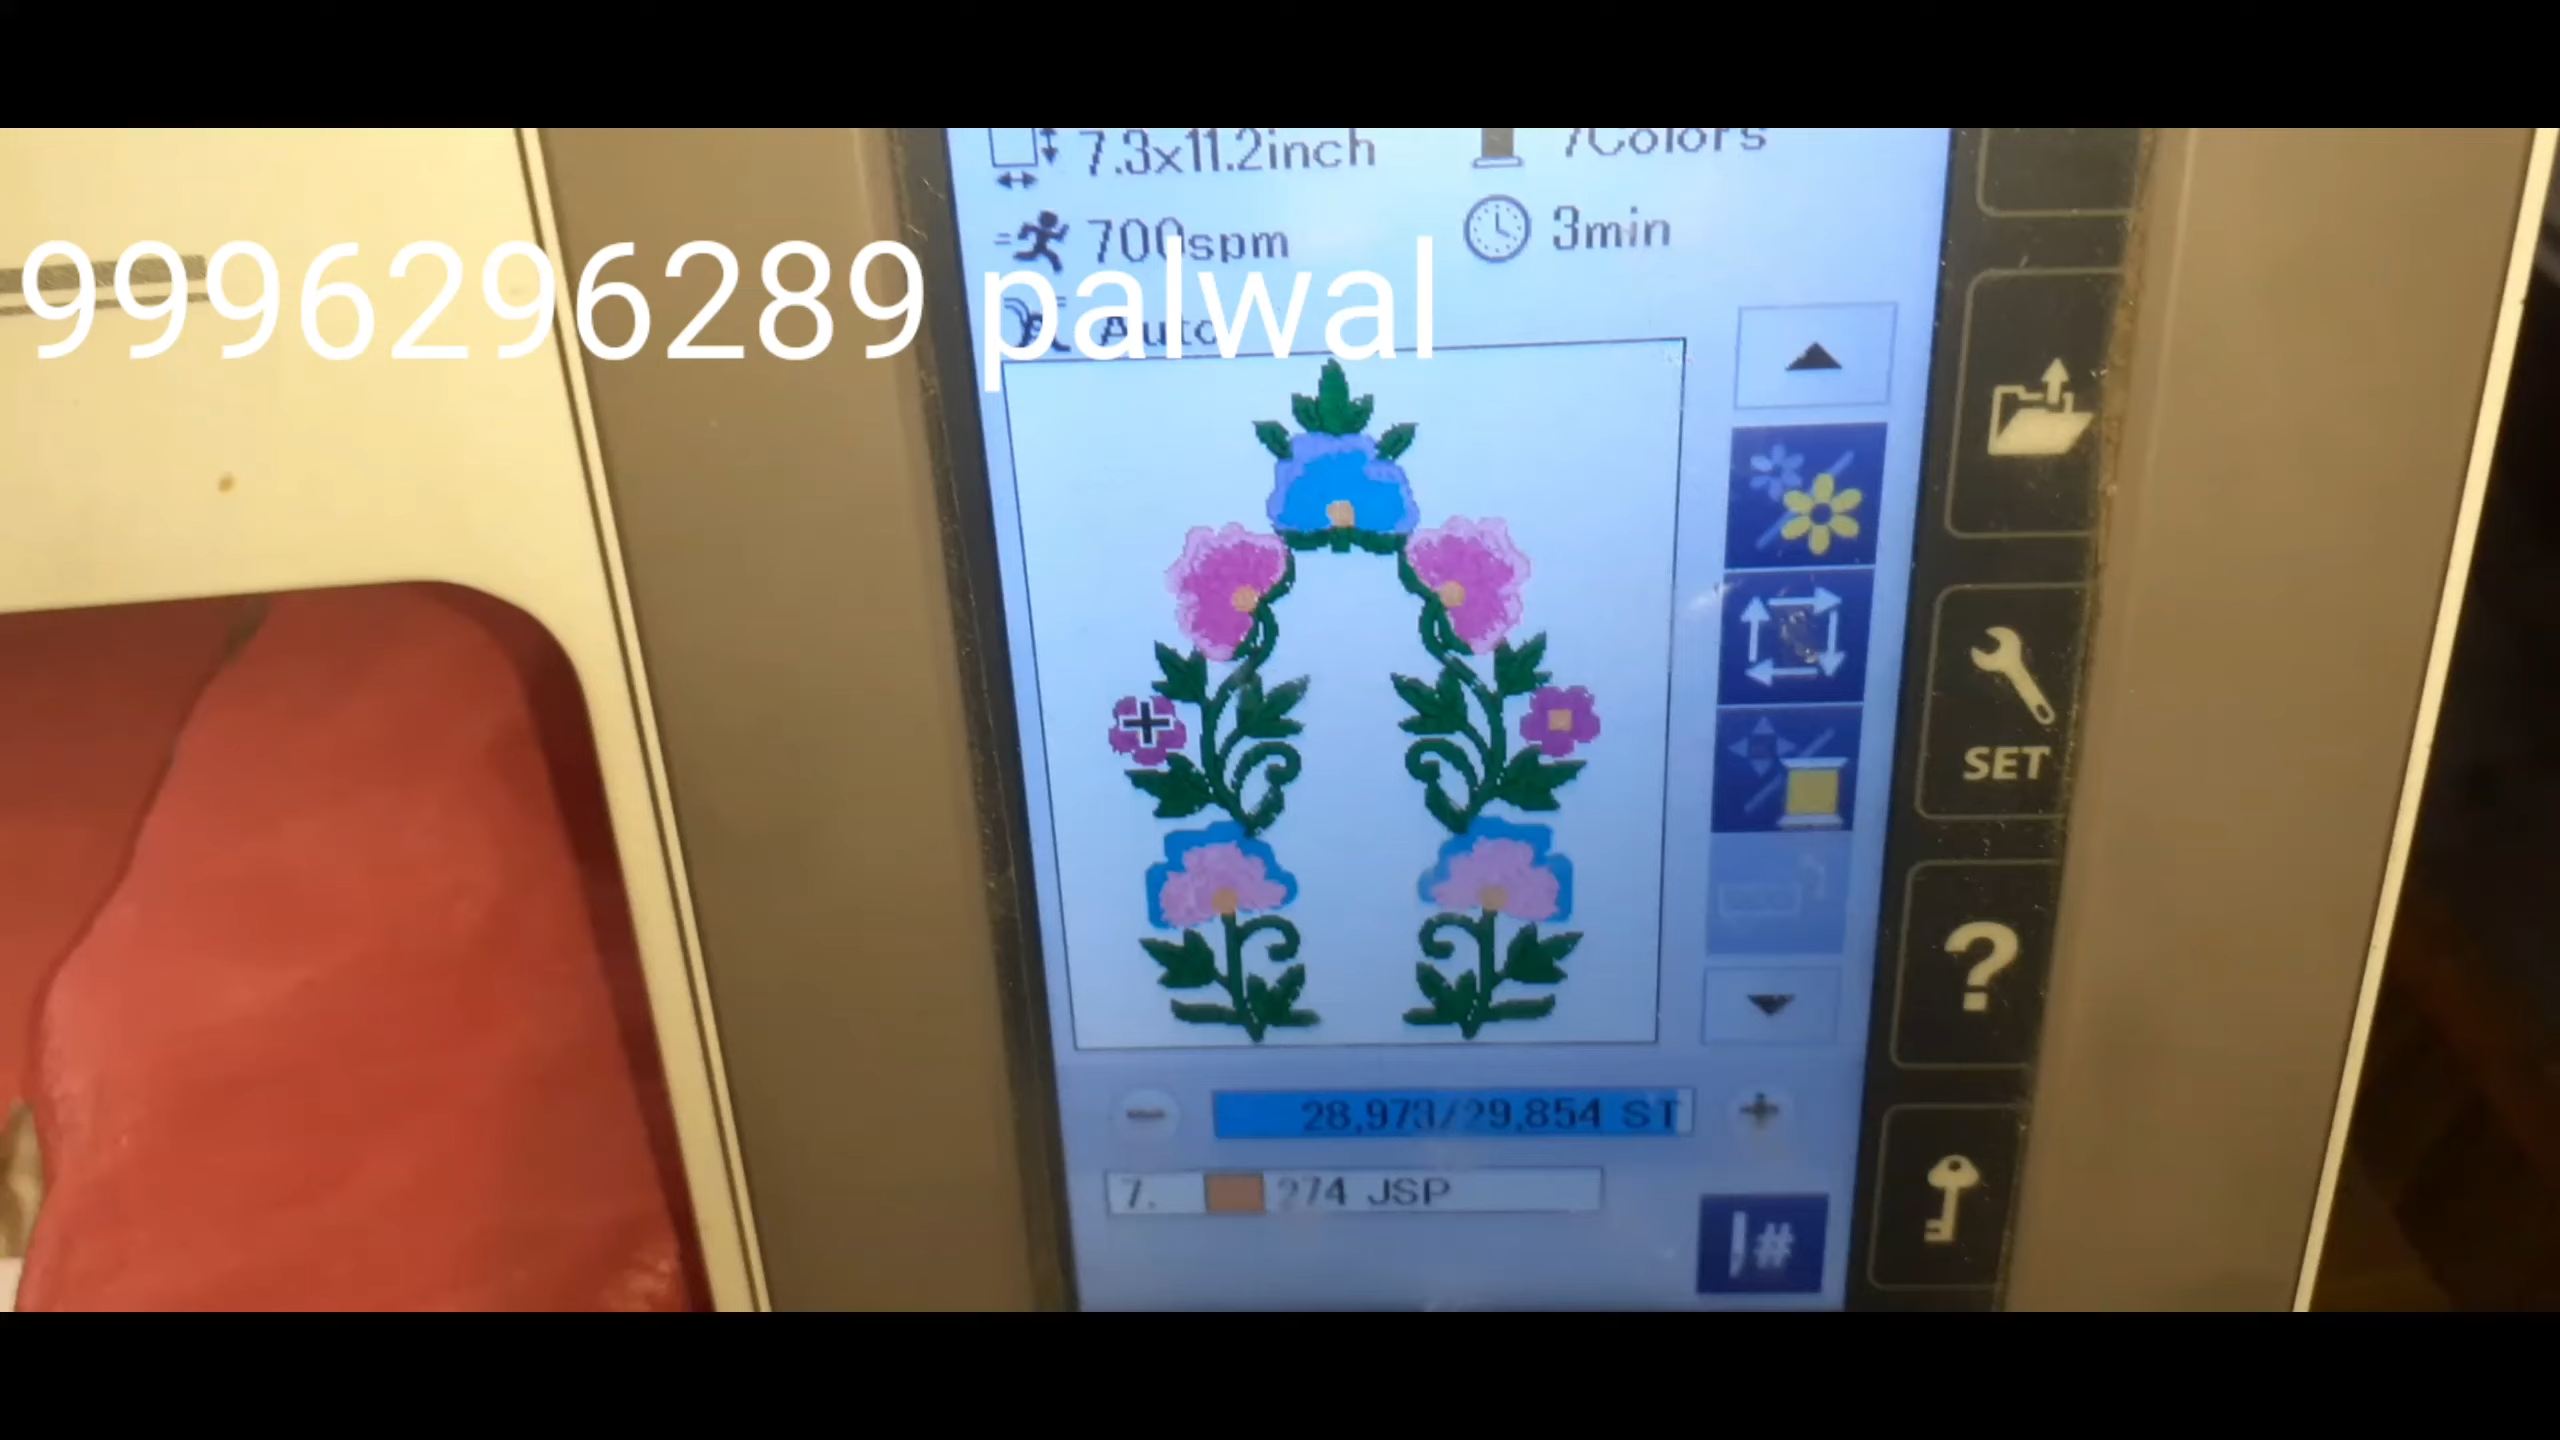 7.3x11.2inch
7Colors
700spm
3min
9996296289 palwal
Auto
SET
?
28,973/29,854 ST
7. 274 JSP
#